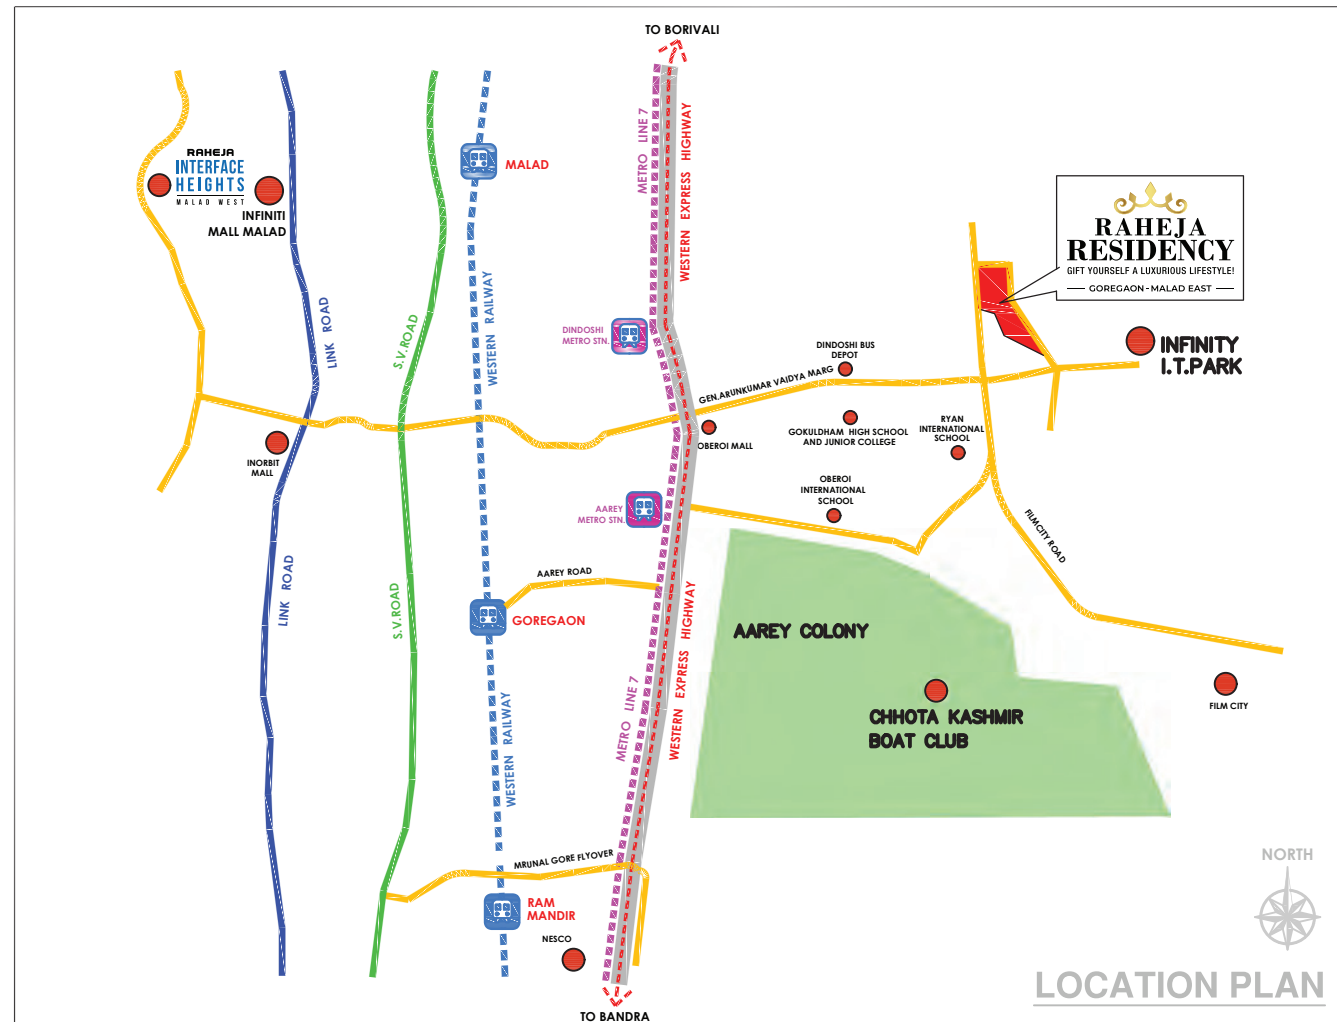 TO BORIVALI
METRO LINE 7
WESTERN EXPRESS HIGHWAY
RAHEJA
INTERFACE
HEIGHTS
MALAD WEST
INFINITI
MALL MALAD
MALAD
RAHEJA
RESIDENCY
GIFT YOURSELF A LUXURIOUS LIFESTYLE!
GOREGAON-MALAD EAST
LINK ROAD
S.V.ROAD
WESTERN RAILWAY
DINDOSHI
METRO STN.
DINDOSHI BUS
DEPOT
INFINITY
I.T.PARK
GEN.ARUNKUMAR VAIDYA MARG
OBEROI MALL
GOKULDHAM HIGH SCHOOL
AND JUNIOR COLLEGE
RYAN
INTERNATIONAL
SCHOOL
INORBIT
MALL
OBEROI
INTERNATIONAL
SCHOOL
AAREY
METRO STN.
FILMCITY ROAD
LINK ROAD
S.V.ROAD
AAREY ROAD
GOREGAON
WESTERN EXPRESS HIGHWAY
AAREY COLONY
METRO LINE 7
WESTERN RAILWAY
CHHOTA KASHMIR
BOAT CLUB
FILM CITY
MRUNAL GORE FLYOVER
RAM
MANDIR
NESCO
NORTH
LOCATION PLAN
TO BANDRA